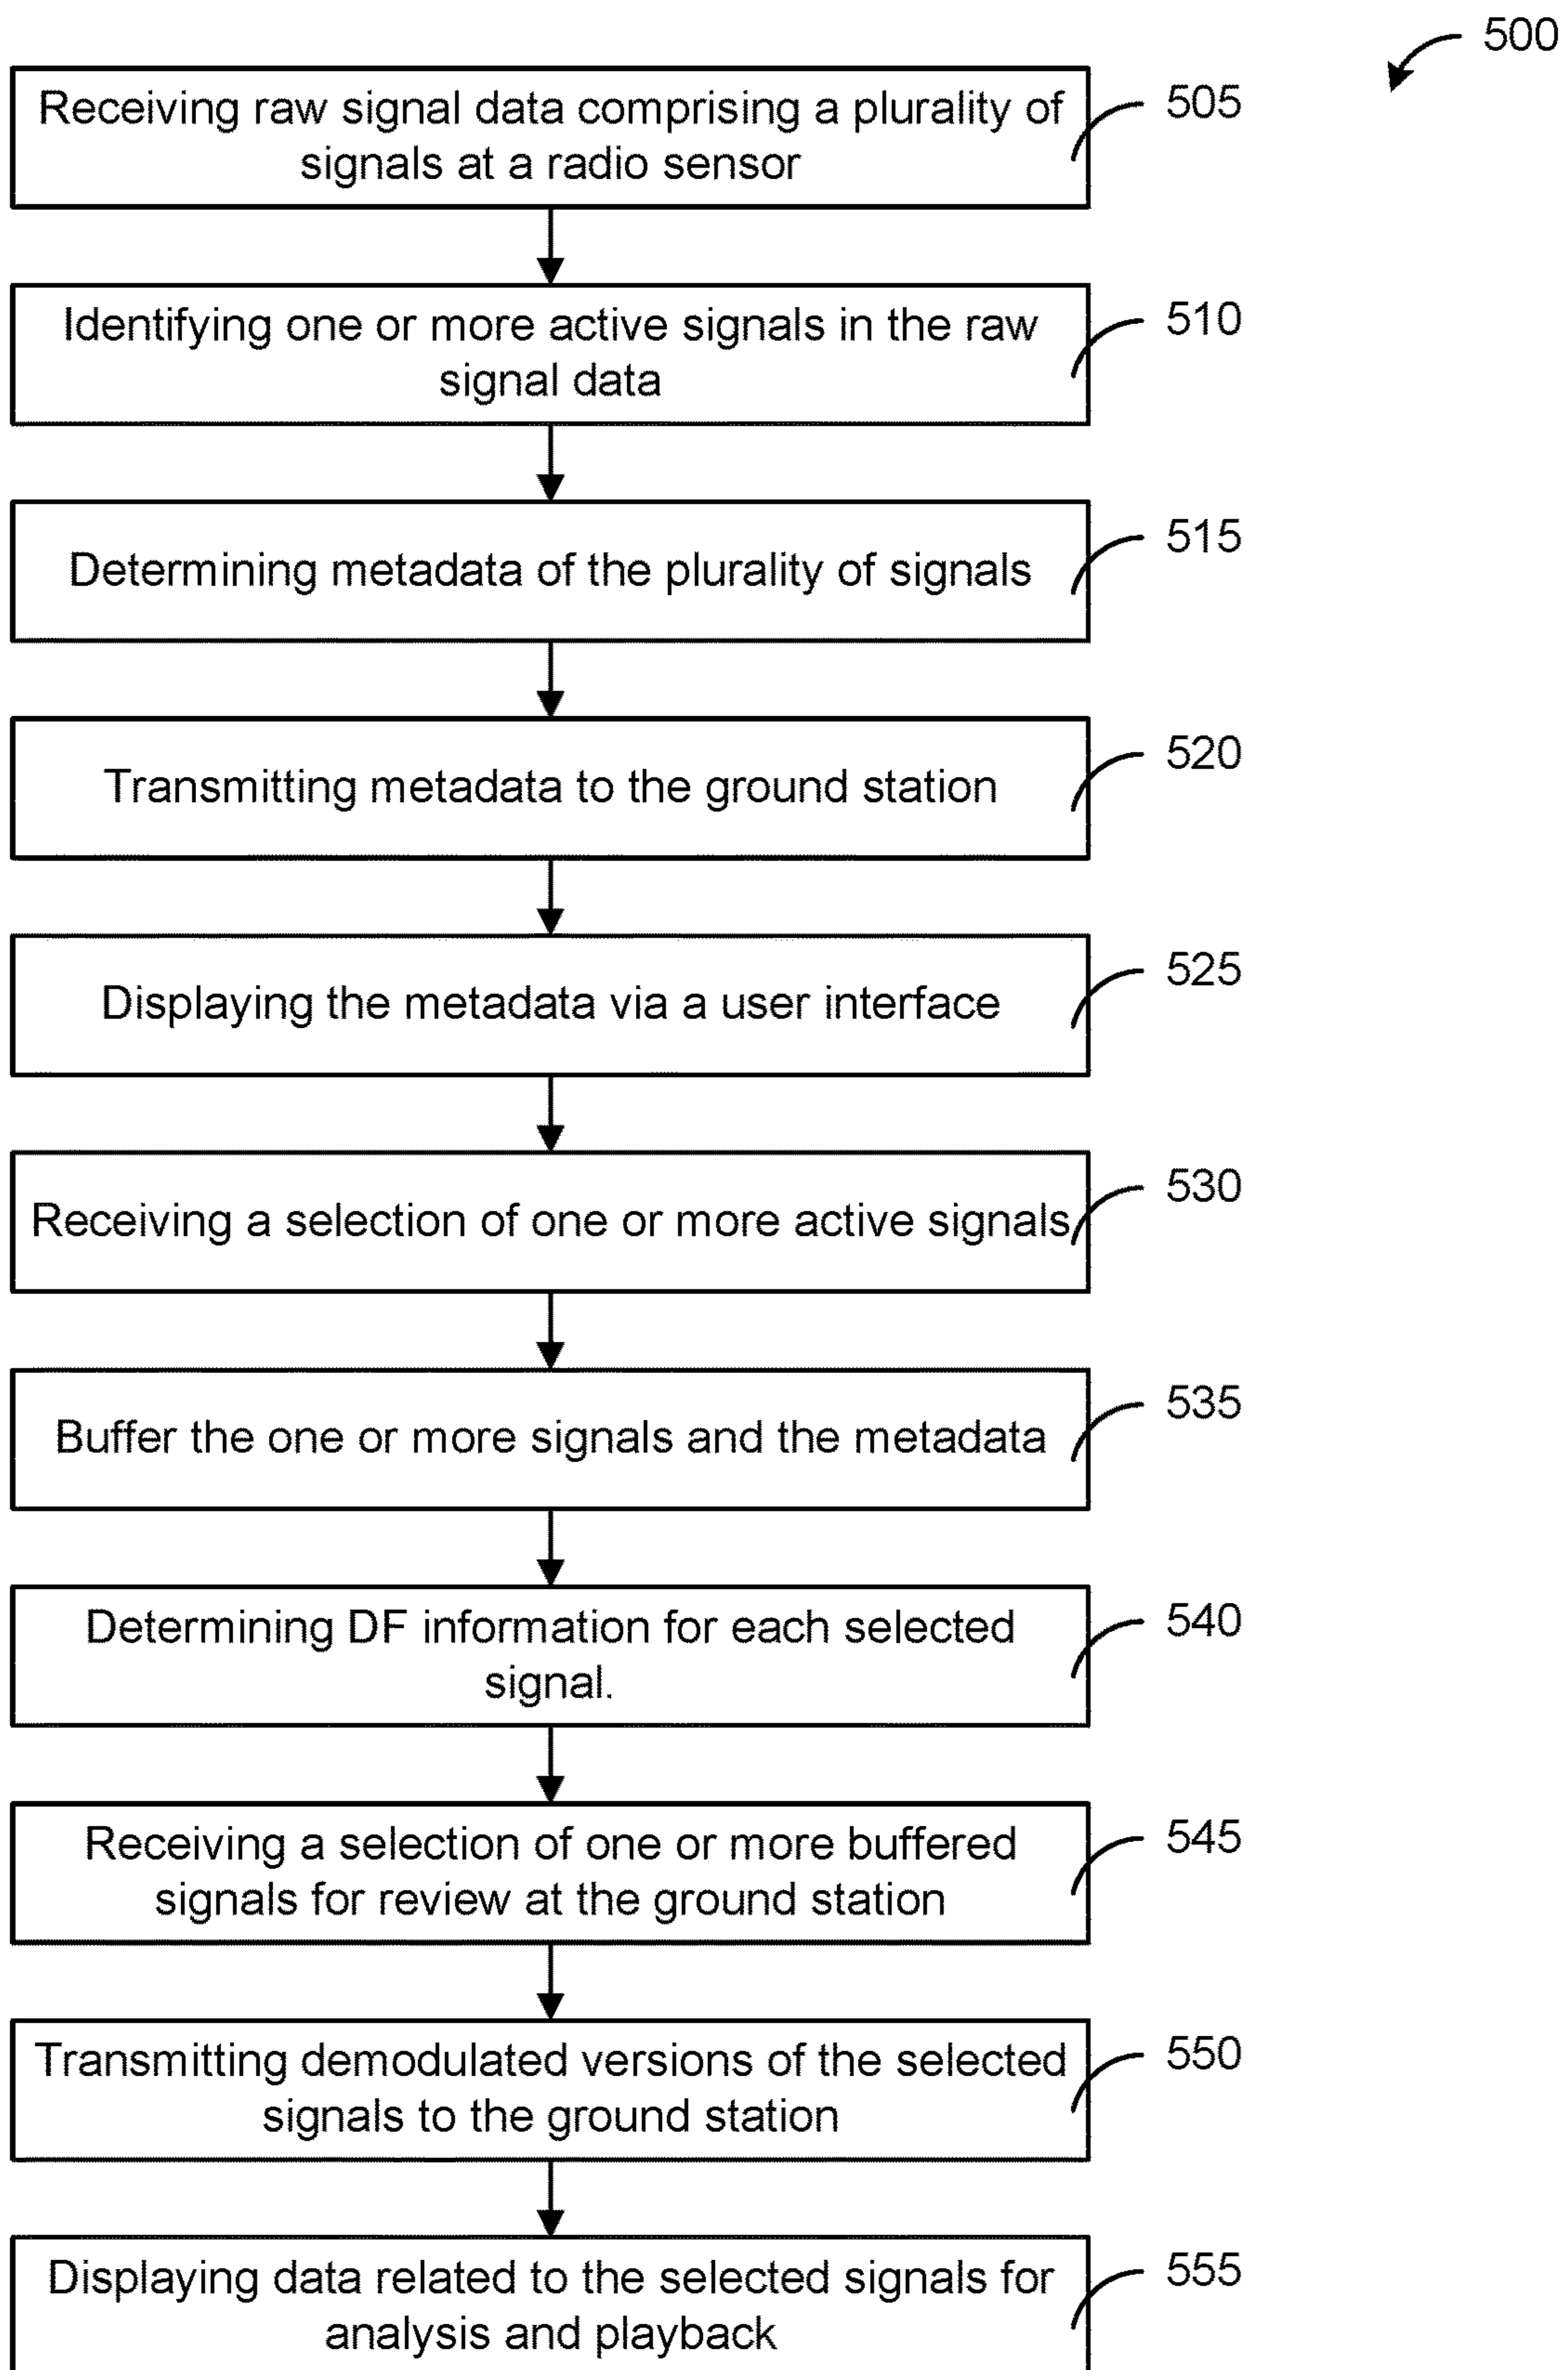 500
Receiving raw signal data comprising a plurality of
signals at a radio sensor
505
Identifying one or more active signals in the raw
signal data
510
Determining metadata of the plurality of signals
515
Transmitting metadata to the ground station
520
Displaying the metadata via a user interface
525
Receiving a selection of one or more active signals
530
Buffer the one or more signals and the metadata
535
Determining DF information for each selected
signal.
540
Receiving a selection of one or more buffered
signals for review at the ground station
545
Transmitting demodulated versions of the selected
signals to the ground station
550
Displaying data related to the selected signals for
analysis and playback
555